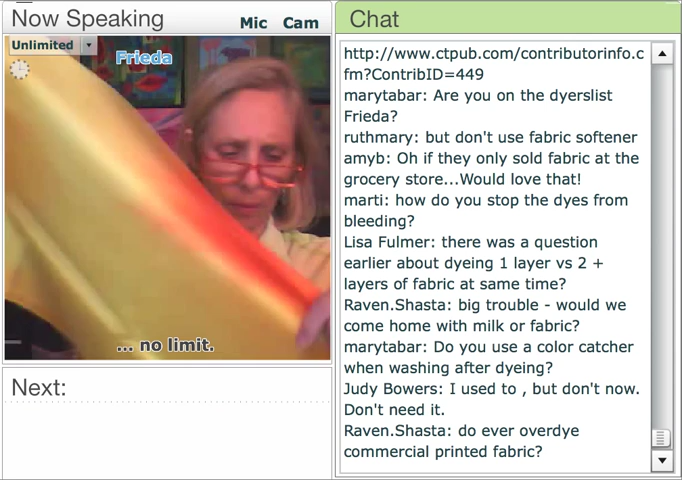 Now Speaking
Mic Cam
Unlimited
Frieda
... no limit.
Next:
Chat
http://www.ctpub.com/contributorinfo.c
fm?ContribID=449
marytabar: Are you on the dyerslist
Frieda?
ruthmary: but don't use fabric softener
amyb: Oh if they only sold fabric at the
grocery store...Would love that!
marti: how do you stop the dyes from
bleeding?
Lisa Fulmer: there was a question
earlier about dyeing 1 layer vs 2 +
layers of fabric at same time?
Raven.Shasta: big trouble - would we
come home with milk or fabric?
marytabar: Do you use a color catcher
when washing after dyeing?
Judy Bowers: I used to , but don't now.
Don't need it.
Raven.Shasta: do ever overdye
commercial printed fabric?